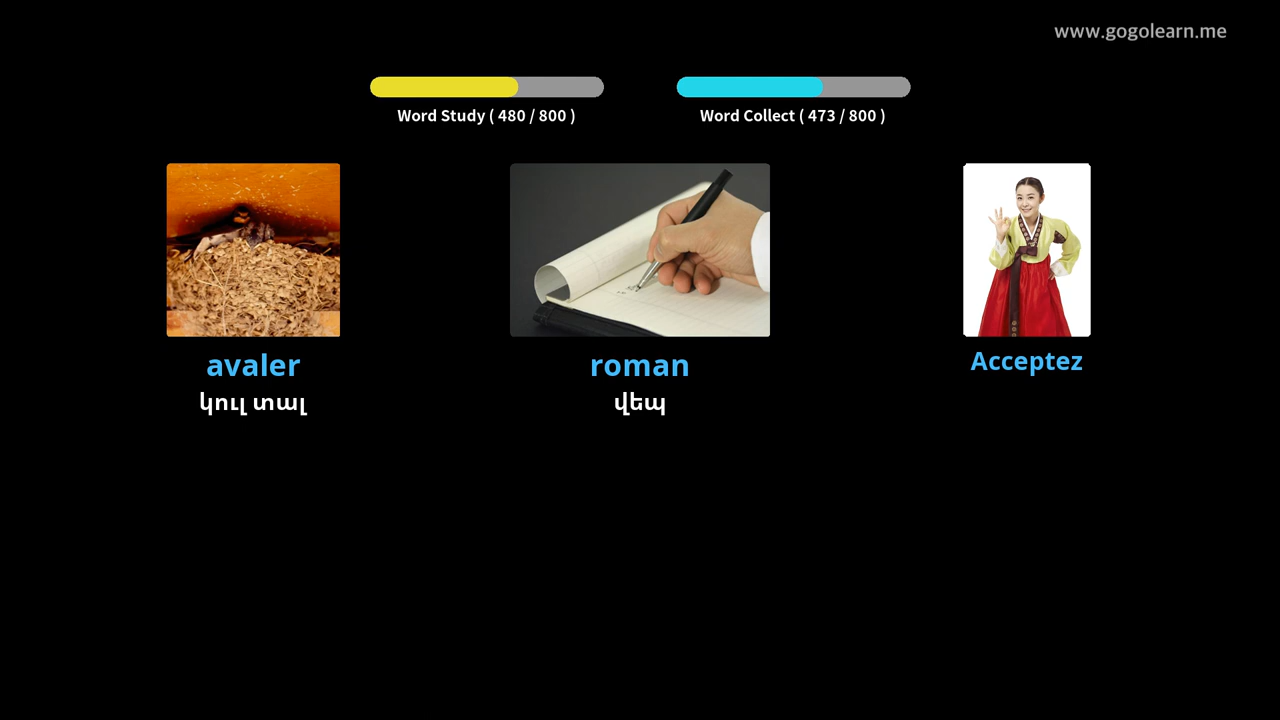 www.gogolearn.me
Word Study ( 480 / 800 )
Word Collect ( 473 / 800 )
avaler
կուլ տալ
roman
վեպ
Acceptez